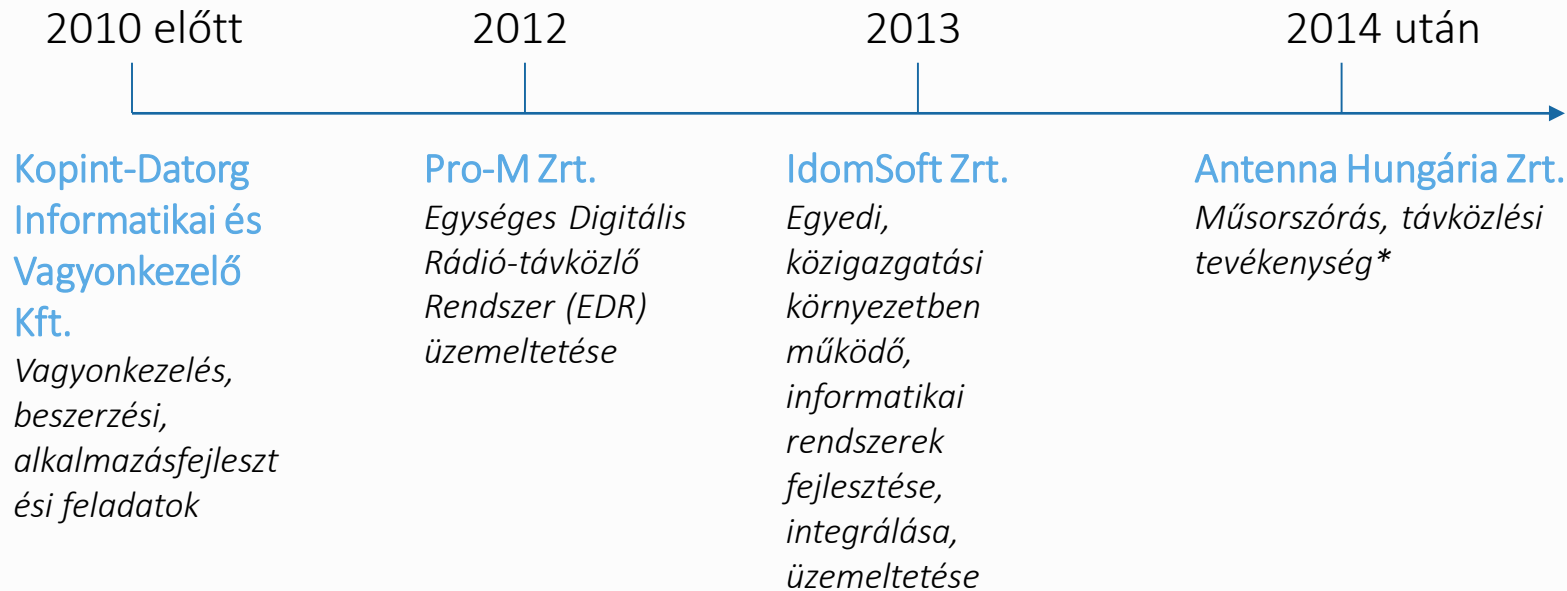 2010 előtt
2012
2013
2014 után
Kopint-Datorg
Informatikai és
Vagyonkezelő
Kft.
Vagyonkezelés,
beszerzési,
alkalmazásfejleszt
ési feladatok
Pro-M Zrt.
Egységes Digitális
Rádió-távközlő
Rendszer (EDR)
üzemeltetése
IdomSoft Zrt.
Egyedi,
közigazgatási
környezetben
működő,
informatikai
rendszerek
fejlesztése,
integrálása,
üzemeltetése
Antenna Hungária Zrt.
Műsorszórás, távközlési
tevékenység*